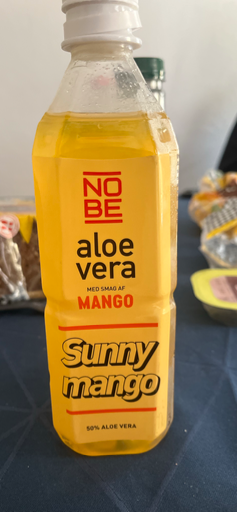 NO
BE
aloe
vera
MED SMAG AF
MANGO
Sunny
mango
50% ALOE VERA